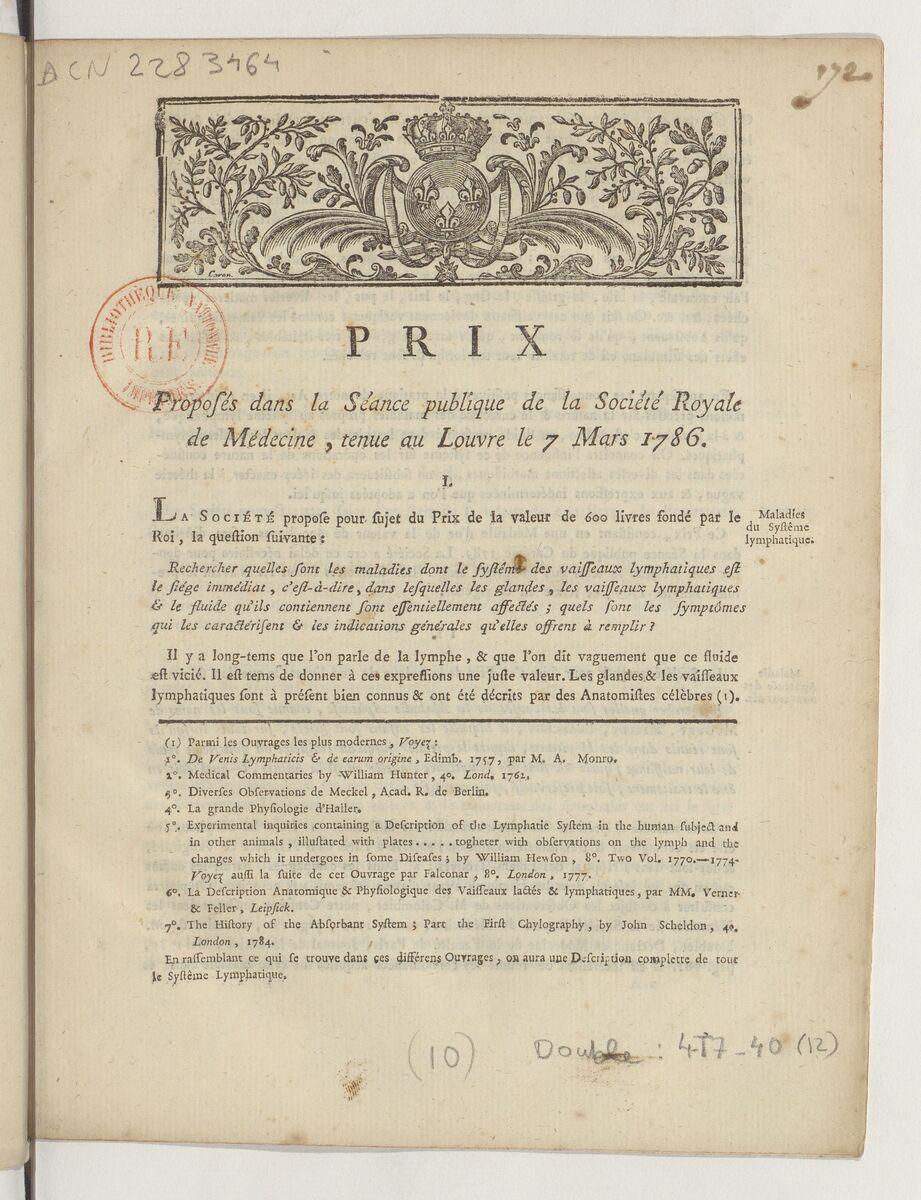 ACN 2283464
172
Caron.
BIBLIOTHÈQUE NATIONALE
R.F.
IMPRIMÉS.
PRIX
Proposés dans la Séance publique de la Société Royale
de Médecine, tenue au Louvre le 7 Mars 1786.
I.
LA SOCIÉTÉ propose pour sujet du Prix de la valeur de 600 livres fondé par le
Roi, la question suivante :
Maladies
du Systême
lymphatique.
Rechercher quelles sont les maladies dont le systême des vaisseaux lymphatiques est
le siége immédiat, c'est-à-dire, dans lesquelles les glandes, les vaisseaux lymphatiques
& le fluide qu'ils contiennent sont essentiellement affectés ; quels sont les symptômes
qui les caractérisent & les indications générales qu'elles offrent à remplir ?
Il y a long-tems que l'on parle de la lymphe, & que l'on dit vaguement que ce fluide
est vicié. Il est tems de donner à ces expressions une juste valeur. Les glandes & les vaisseaux
lymphatiques sont à présent bien connus & ont été décrits par des Anatomistes célèbres (1).
(1) Parmi les Ouvrages les plus modernes, Voyez :
1°. De Venis Lymphaticis & de earum origine, Edimb. 1757, par M. A. Monro.
2°. Medical Commentaries by William Hunter, 4o. Lond. 1762.
3°. Diverses Observations de Meckel, Acad. R. de Berlin.
4°. La grande Physiologie d'Haller.
5°. Experimental inquiries containing a Description of the Lymphatic System in the human subject and
in other animals, illustated with plates.....togheter with observations on the lymph and the
changes which it undergoes in some Diseases ; by William Hewson, 8°. Two Vol. 1770.—1774.
Voyez aussi la suite de cet Ouvrage par Falconar, 8°. London, 1777.
6°. La Description Anatomique & Physiologique des Vaisseaux lactés & lymphatiques, par MM. Verner
& Feller, Leipsick.
7°. The History of the Absorbant System ; Part the First Chylography, by John Scheldon, 4°.
London, 1784.
En rassemblant ce qui se trouve dans ces différens Ouvrages, on aura une Description complette de tout
le Systême Lymphatique.
(10)
Double : 4T7-40 (12)